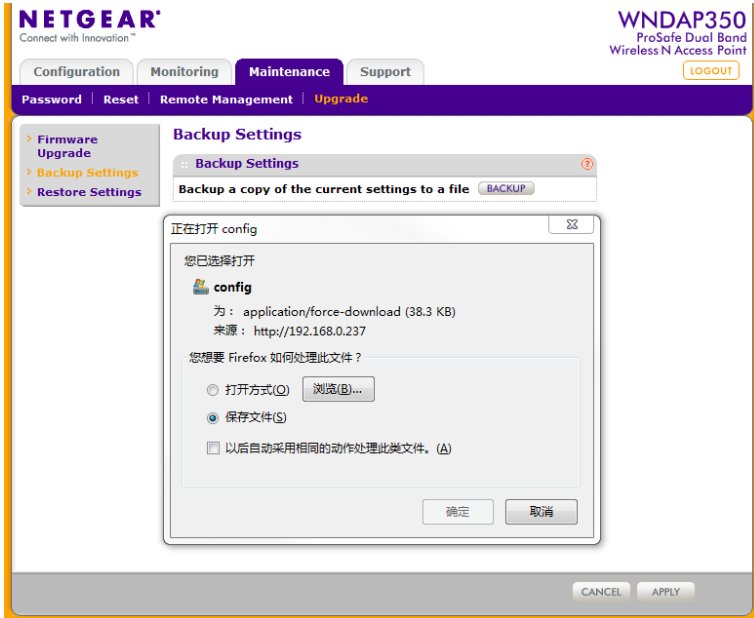 NETGEAR®
Connect with Innovation™
WNDAP350
ProSafe Dual Band
Wireless N Access Point
Configuration Monitoring Maintenance Support
LOGOUT
Password Reset Remote Management Upgrade
Firmware
Upgrade
Backup Settings
Restore Settings
Backup Settings
Backup Settings
?
Backup a copy of the current settings to a file BACKUP
正在打开 config
您已选择打开
config
为： application/force-download (38.3 KB)
来源： http://192.168.0.237
您想要 Firefox 如何处理此文件？
打开方式(O) 浏览(B)...
保存文件(S)
以后自动采用相同的动作处理此类文件。(A)
确定 取消
CANCEL APPLY